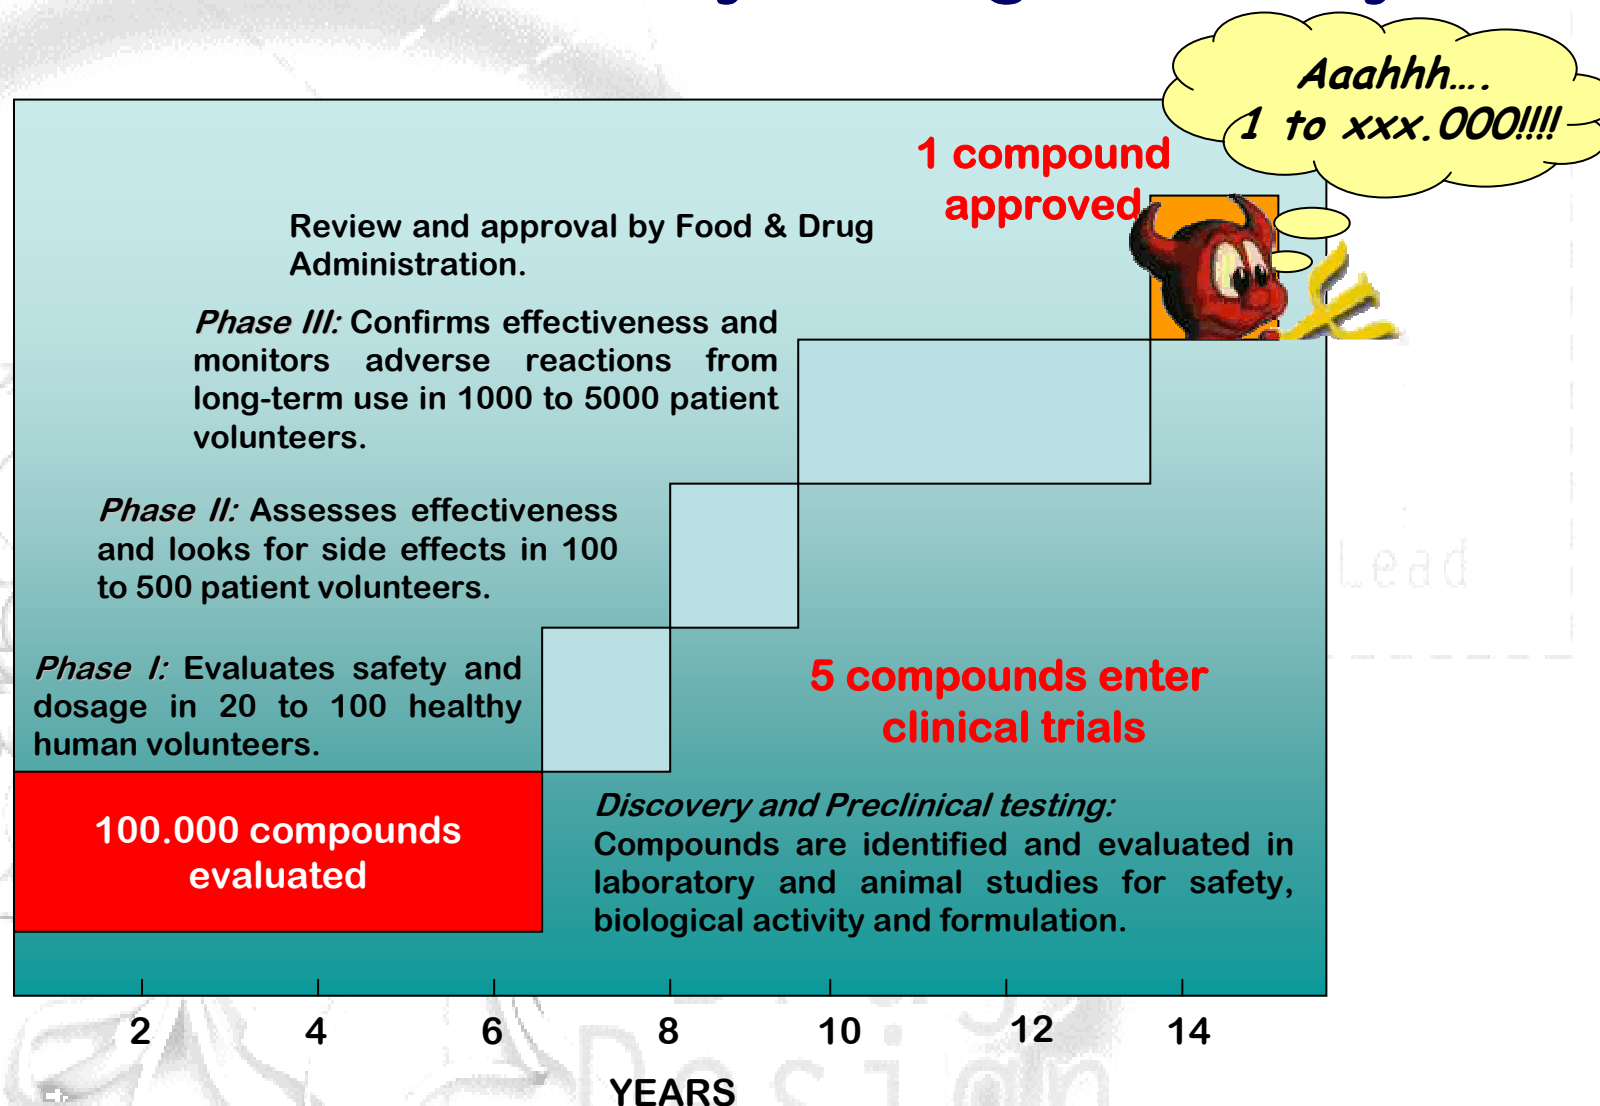 Aaahhh....
1 to xxx.000!!!!
1 compound
approved
Review and approval by Food & Drug
Administration.
Phase III: Confirms effectiveness and
monitors adverse reactions from
long-term use in 1000 to 5000 patient
volunteers.
Phase II: Assesses effectiveness
and looks for side effects in 100
to 500 patient volunteers.
Lead
Phase I: Evaluates safety and
dosage in 20 to 100 healthy
human volunteers.
5 compounds enter
clinical trials
100.000 compounds
evaluated
Discovery and Preclinical testing:
Compounds are identified and evaluated in
laboratory and animal studies for safety,
biological activity and formulation.
2 4 6 8 10 12 14
Design
YEARS